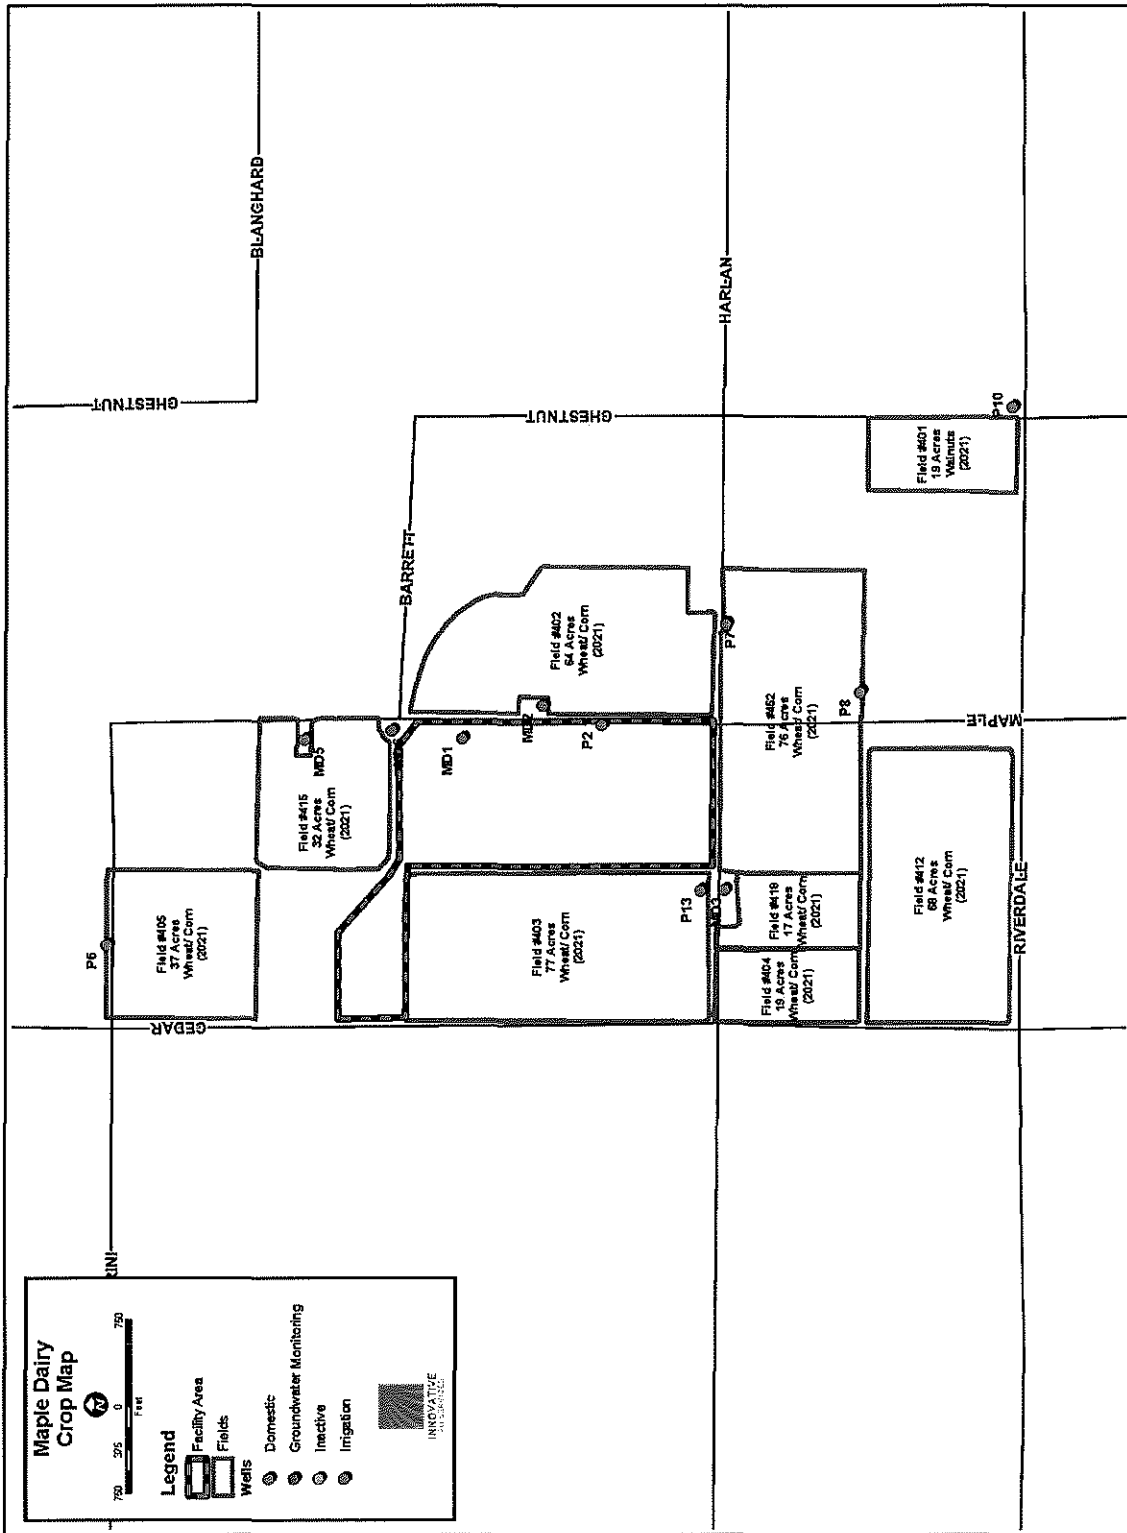 Maple Dairy
Crop Map
750 375 0 750
Feet
Legend
Facility Area
Fields
Wells
Domestic
Groundwater Monitoring
Inactive
Irrigation
INNOVATIVE
RINI
CEDAR
P6
Field #405
37 Acres
Wheat/ Corn
(2021)
Field #415
32 Acres
Wheat/ Corn
(2021)
MD5
CHESTNUT
BLANCHARD
BARRETT
CHESTNUT
MD1
MD2
P2
Field #402
64 Acres
Wheat/ Corn
(2021)
Field #403
77 Acres
Wheat/ Corn
(2021)
P13
MD3
P7
HARLAN
Field #404
19 Acres
Wheat/ Corn
(2021)
Field #419
17 Acres
Wheat/ Corn
(2021)
Field #462
76 Acres
Wheat/ Corn
(2021)
P8
MAPLE
Field #412
68 Acres
Wheat/ Corn
(2021)
Field #401
19 Acres
Walnuts
(2021)
P10
RIVERDALE